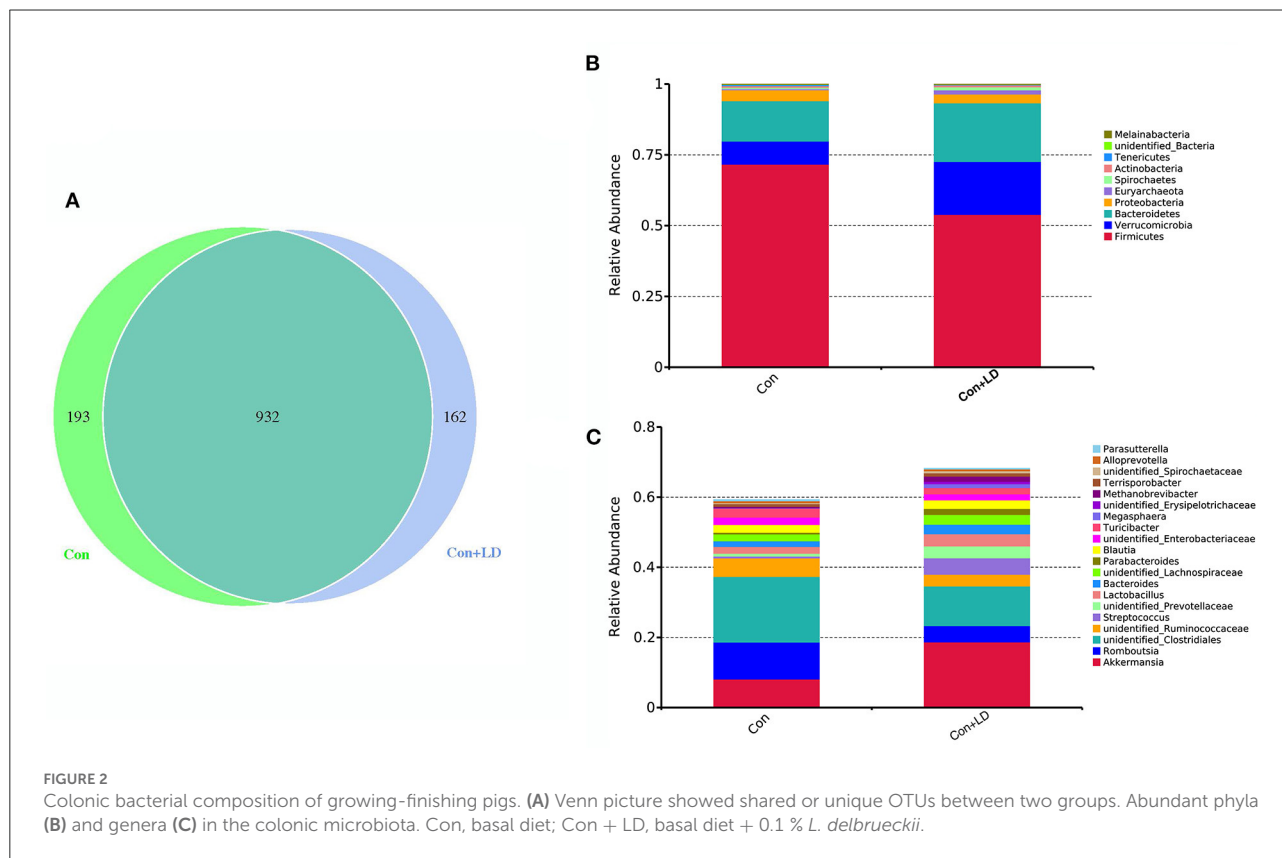 A
193
932
162
Con
Con+LD
B
Relative Abundance
1
0.75
0.5
0.25
0
Con
Con+LD
Melainabacteria
unidentified_Bacteria
Tenericutes
Actinobacteria
Spirochaetes
Euryarchaeota
Proteobacteria
Bacteroidetes
Verrucomicrobia
Firmicutes
C
Relative Abundance
0.8
0.6
0.4
0.2
0
Con
Con+LD
Parasutterella
Alloprevotella
unidentified_Spirochaetaceae
Terrisporobacter
Methanobrevibacter
unidentified_Erysipelotrichaceae
Megasphaera
Turicibacter
unidentified_Enterobacteriaceae
Blautia
Parabacteroides
unidentified_Lachnospiraceae
Bacteroides
Lactobacillus
unidentified_Prevotellaceae
Streptococcus
unidentified_Ruminococcaceae
unidentified_Clostridiales
Romboutsia
Akkermansia
FIGURE 2
Colonic bacterial composition of growing-finishing pigs. (A) Venn picture showed shared or unique OTUs between two groups. Abundant phyla
(B) and genera (C) in the colonic microbiota. Con, basal diet; Con + LD, basal diet + 0.1 % L. delbrueckii.